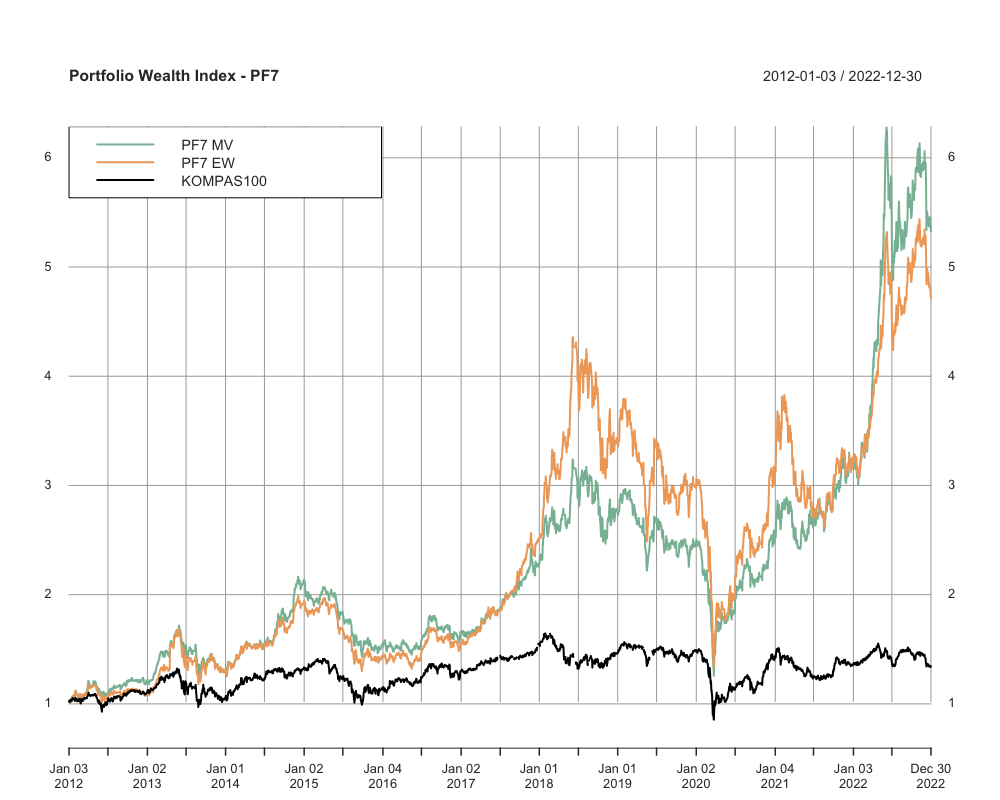 Portfolio Wealth Index - PF7
2012-01-03 / 2022-12-30
PF7 MV
PF7 EW
KOMPAS100
6 6
5 5
4 4
3 3
2 2
1 1
Jan 03 Jan 02 Jan 01 Jan 02 Jan 04 Jan 02 Jan 01 Jan 01 Jan 02 Jan 04 Jan 03 Dec 30
2012 2013 2014 2015 2016 2017 2018 2019 2020 2021 2022 2022